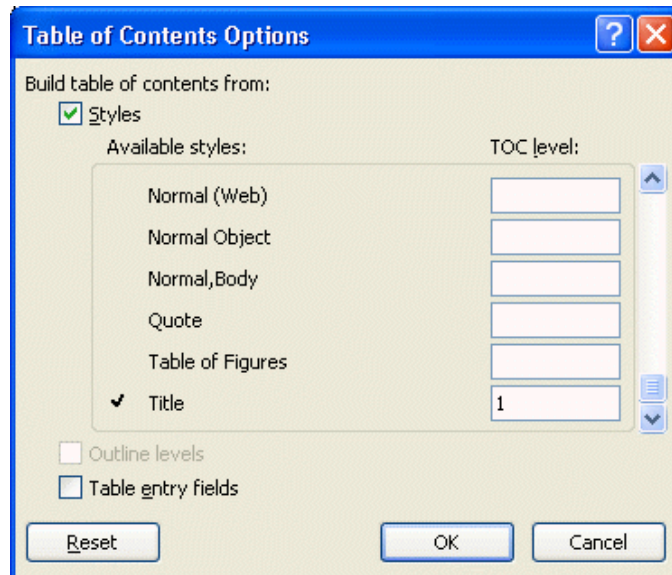 Table of Contents Options
Build table of contents from:
Styles
Available styles: TOC level:
Normal (Web)
Normal Object
Normal,Body
Quote
Table of Figures
Title 1
Outline levels
Table entry fields
Reset OK Cancel